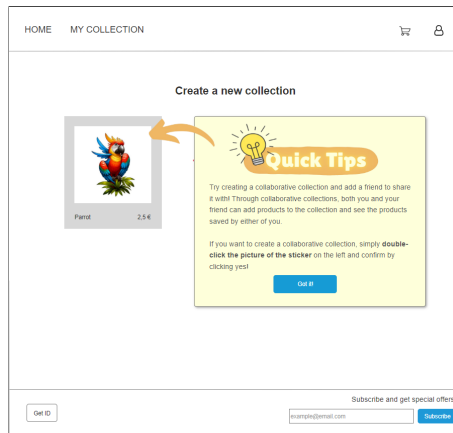 HOME MY COLLECTION
Create a new collection
Parrot 2,5 €
Quick Tips
Try creating a collaborative collection and add a friend to share
it with! Through collaborative collections, both you and your
friend can add products to the collection and see the products
saved by either of you.
If you want to create a collaborative collection, simply double-
click the picture of the sticker on the left and confirm by
clicking yes!
Got it!
Subscribe and get special offers
Get ID
example@email.com Subscribe